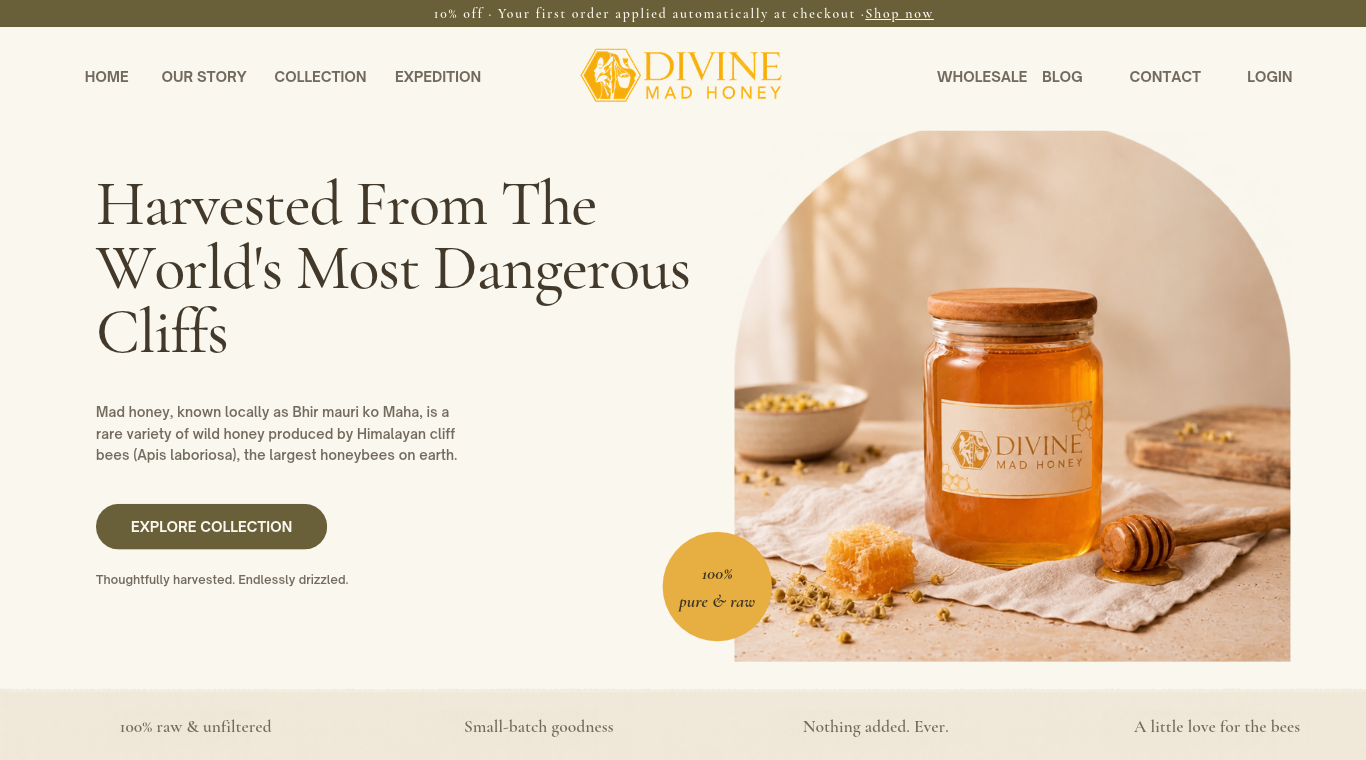 10% off · Your first order applied automatically at checkout ·Shop now
HOME OUR STORY COLLECTION EXPEDITION
DIVINE
MAD HONEY
WHOLESALE BLOG CONTACT LOGIN
Harvested From The
World's Most Dangerous
Cliffs
Mad honey, known locally as Bhir mauri ko Maha, is a
rare variety of wild honey produced by Himalayan cliff
bees (Apis laboriosa), the largest honeybees on earth.
EXPLORE COLLECTION
Thoughtfully harvested. Endlessly drizzled.
DIVINE
MAD HONEY
100%
pure & raw
100% raw & unfiltered
Small-batch goodness
Nothing added. Ever.
A little love for the bees